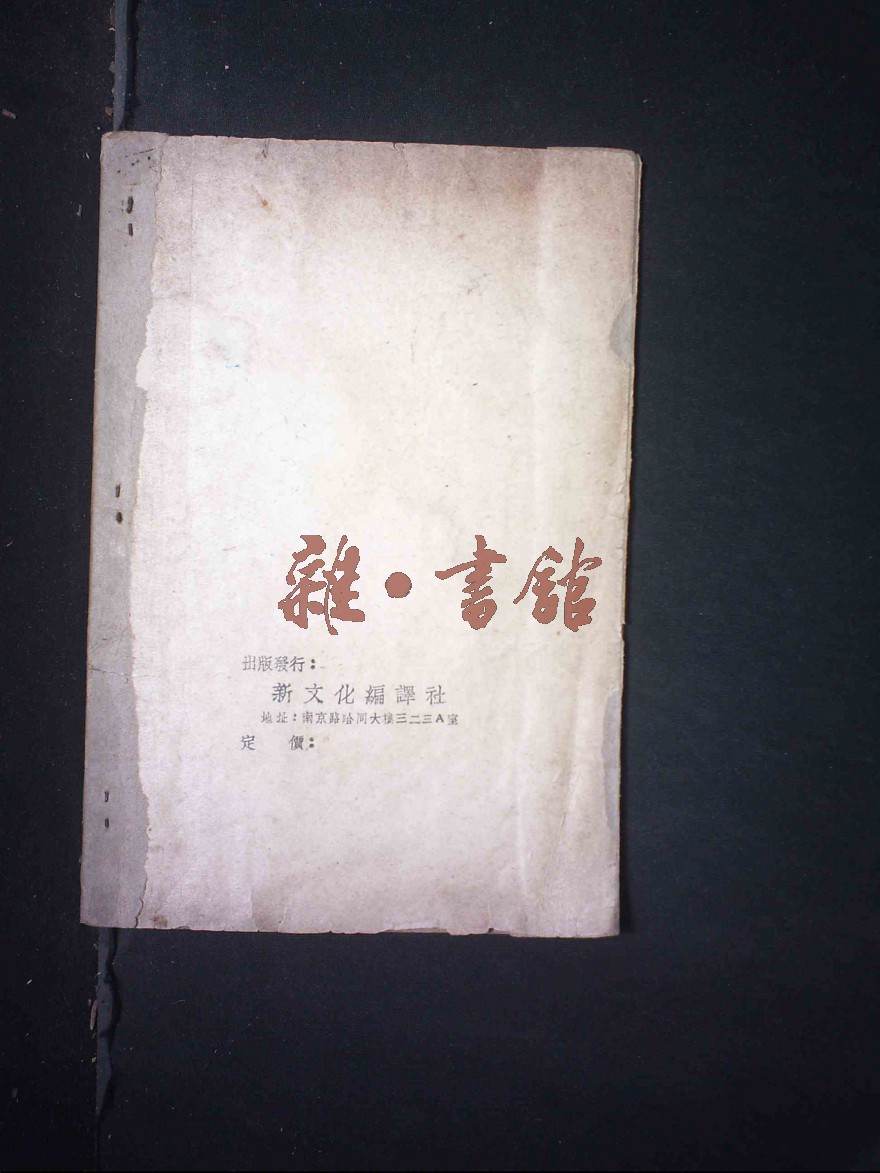 雜·書館
出版發行：
新文化編譯社
地址：南京路哈同大樓三二三A室
定　價：